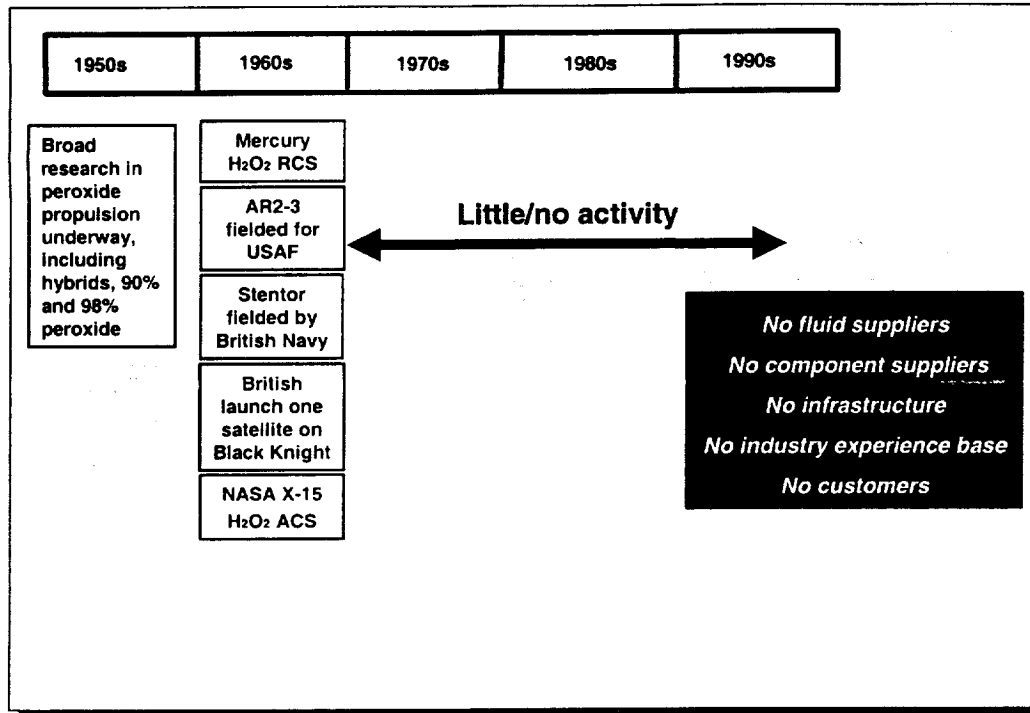 1950s 1960s 1970s 1980s 1990s
Broad
research in
peroxide
propulsion
underway,
including
hybrids, 90%
and 98%
peroxide
Mercury
H₂O₂ RCS
AR2-3
fielded for
USAF
Stentor
fielded by
British Navy
British
launch one
satellite on
Black Knight
NASA X-15
H₂O₂ ACS
Little/no activity
No fluid suppliers
No component suppliers
No infrastructure
No industry experience base
No customers